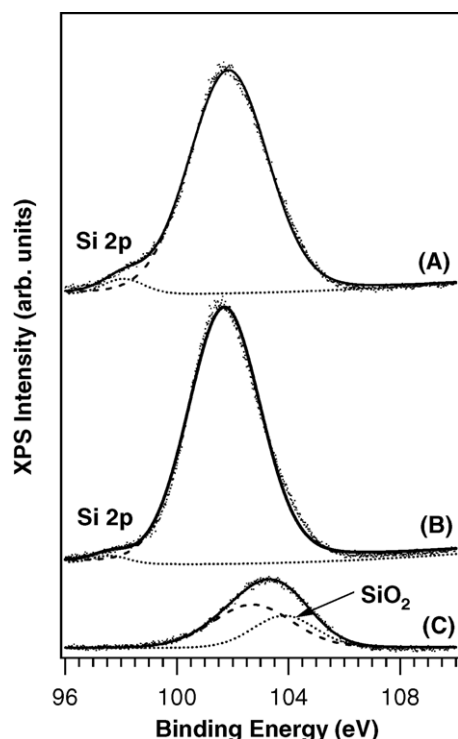 XPS Intensity (arb. units)
Si 2p
(A)
Si 2p
(B)
SiO2
(C)
96 100 104 108
Binding Energy (eV)